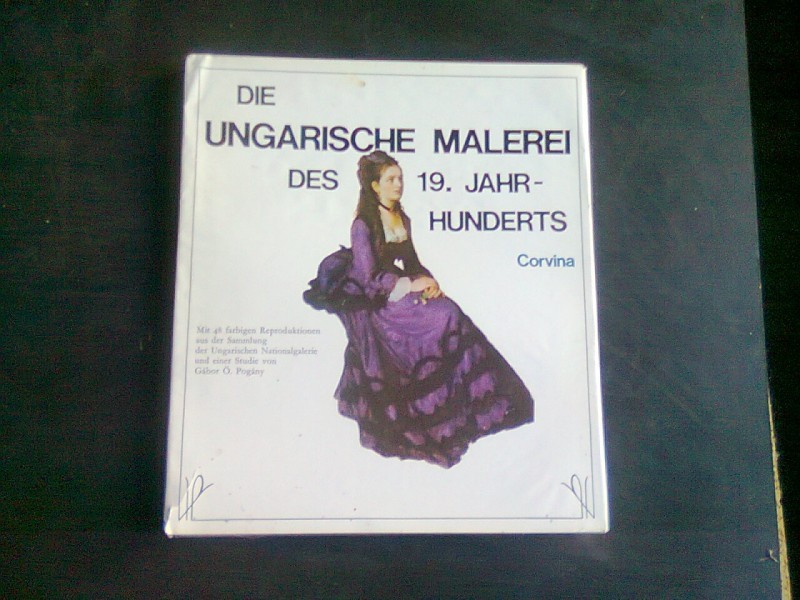 DIE
UNGARISCHE MALEREI
DES 19. JAHR-
HUNDERTS
Corvina
Mit 48 farbigen Reproduktionen
aus der Sammlung
der Ungarischen Nationalgalerie
und einer Studie von
Gábor Ö. Pogány